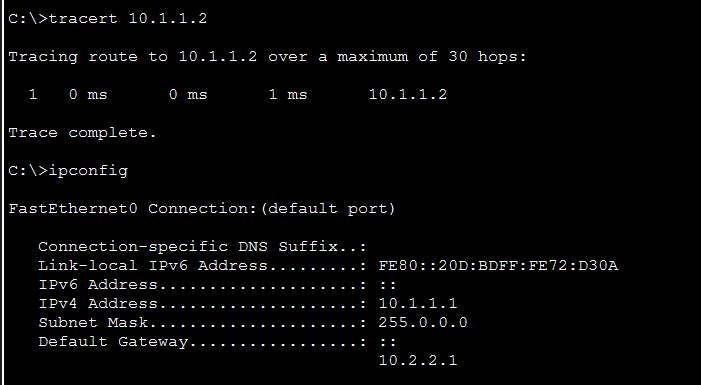 C:\>tracert 10.1.1.2
Tracing route to 10.1.1.2 over a maximum of 30 hops:
1 0 ms 0 ms 1 ms 10.1.1.2
Trace complete.
C:\>ipconfig
FastEthernet0 Connection:(default port)
Connection-specific DNS Suffix..:
Link-local IPv6 Address.........: FE80::20D:BDFF:FE72:D30A
IPv6 Address....................: ::
IPv4 Address....................: 10.1.1.1
Subnet Mask.....................: 255.0.0.0
Default Gateway.................: ::
10.2.2.1